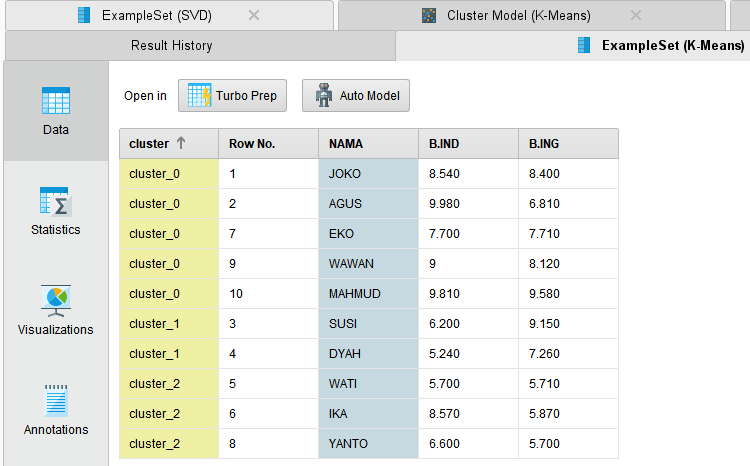 ExampleSet (SVD) Cluster Model (K-Means)
Result History ExampleSet (K-Means)
Data
Statistics
Visualizations
Annotations
Open in Turbo Prep Auto Model
cluster Row No. NAMA B.IND B.ING
cluster_0 1 JOKO 8.540 8.400
cluster_0 2 AGUS 9.980 6.810
cluster_0 7 EKO 7.700 7.710
cluster_0 9 WAWAN 9 8.120
cluster_0 10 MAHMUD 9.810 9.580
cluster_1 3 SUSI 6.200 9.150
cluster_1 4 DYAH 5.240 7.260
cluster_2 5 WATI 5.700 5.710
cluster_2 6 IKA 8.570 5.870
cluster_2 8 YANTO 6.600 5.700